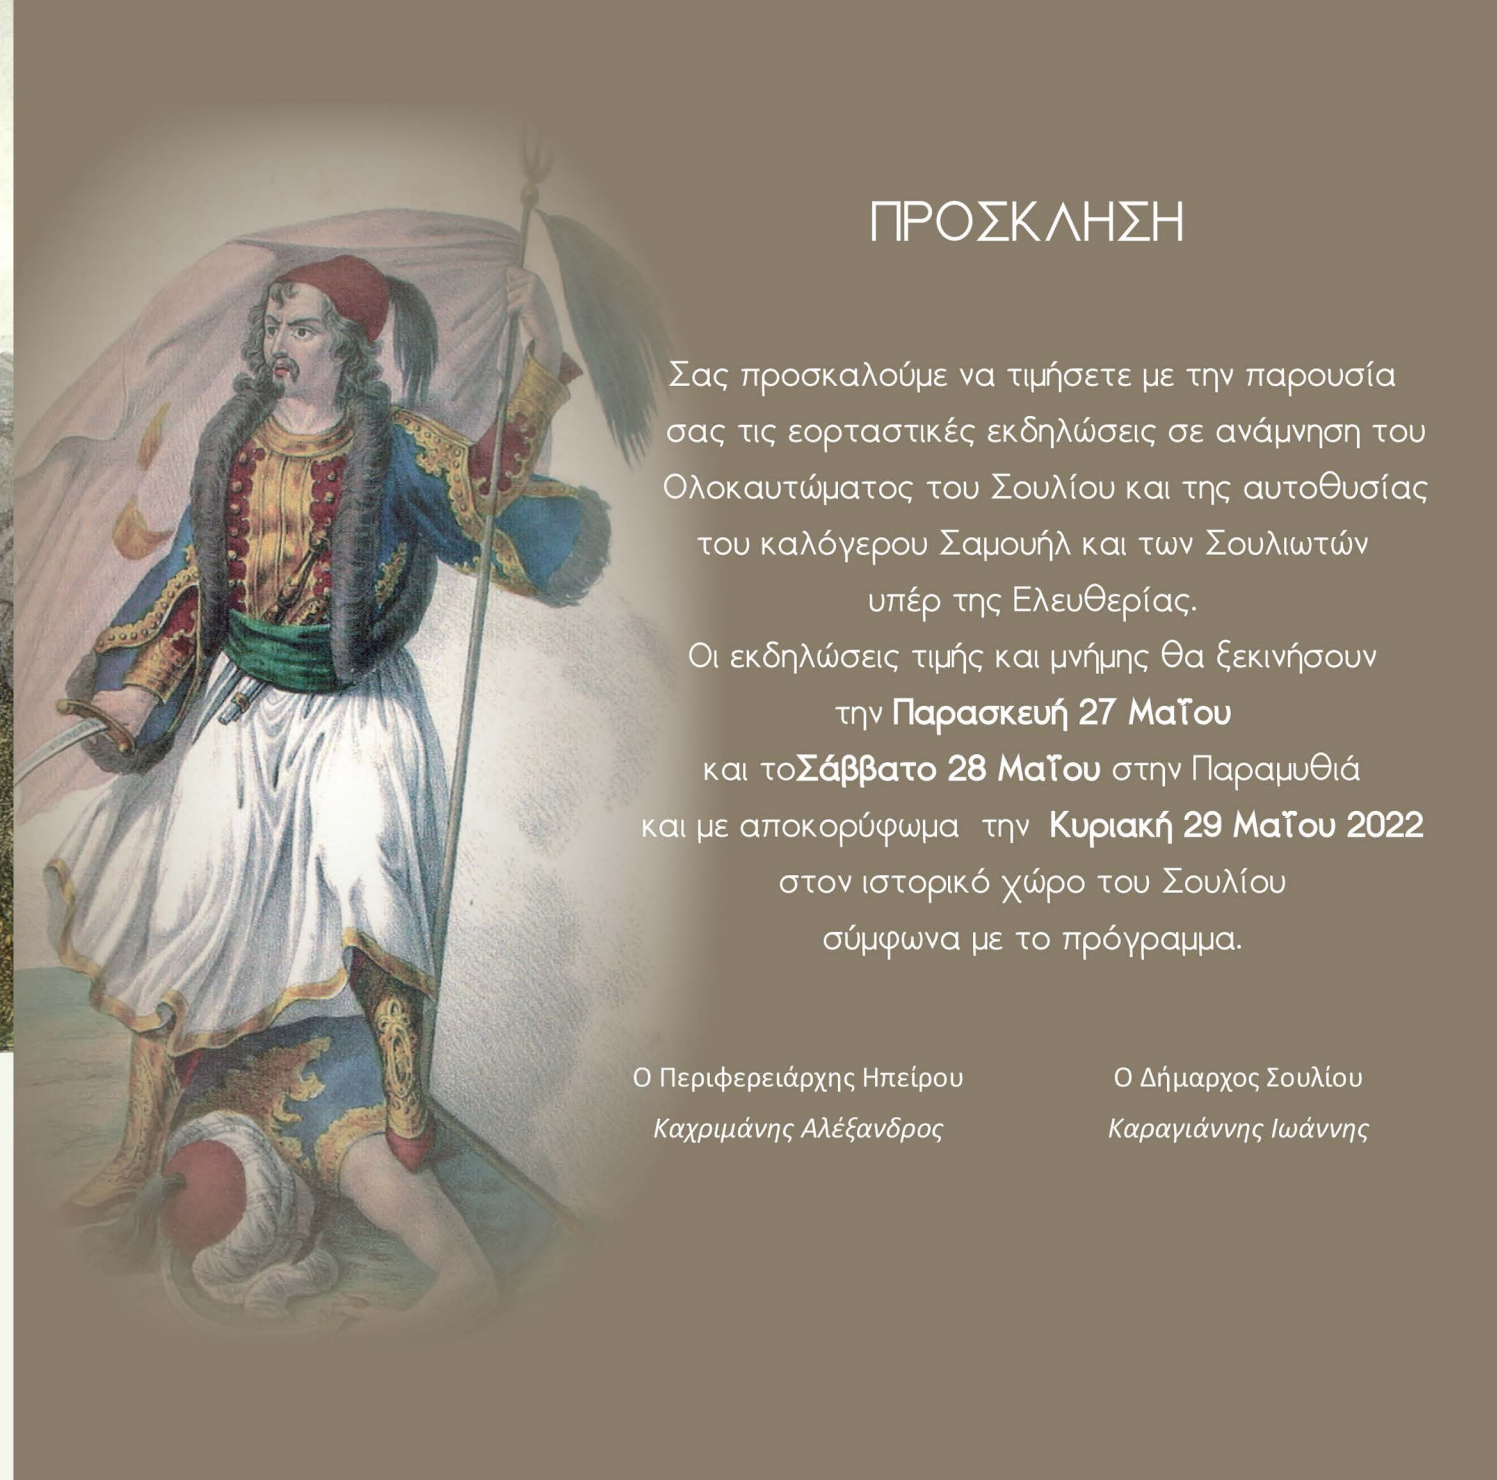 ΠΡΟΣΚΛΗΣΗ
Σας προσκαλούμε να τιμήσετε με την παρουσία
σας τις εορταστικές εκδηλώσεις σε ανάμνηση του
Ολοκαυτώματος του Σουλίου και της αυτοθυσίας
του καλόγερου Σαμουήλ και των Σουλιωτών
υπέρ της Ελευθερίας.
Οι εκδηλώσεις τιμής και μνήμης θα ξεκινήσουν
την Παρασκευή 27 Μαΐου
και τοΣάββατο 28 Μαΐου στην Παραμυθιά
και με αποκορύφωμα την Κυριακή 29 Μαΐου 2022
στον ιστορικό χώρο του Σουλίου
σύμφωνα με το πρόγραμμα.
Ο Περιφερειάρχης Ηπείρου
Καχριμάνης Αλέξανδρος
Ο Δήμαρχος Σουλίου
Καραγιάννης Ιωάννης